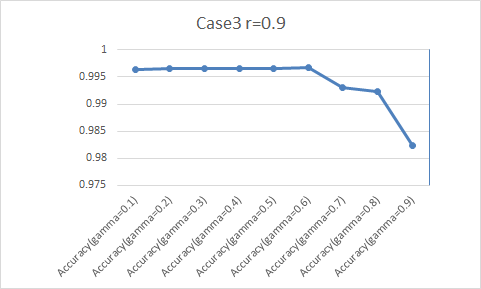 Case3 r=0.9
1
0.995
0.99
0.985
0.98
0.975
Accuracy(gamma=0.1)
Accuracy(gamma=0.2)
Accuracy(gamma=0.3)
Accuracy(gamma=0.4)
Accuracy(gamma=0.5)
Accuracy(gamma=0.6)
Accuracy(gamma=0.7)
Accuracy(gamma=0.8)
Accuracy(gamma=0.9)